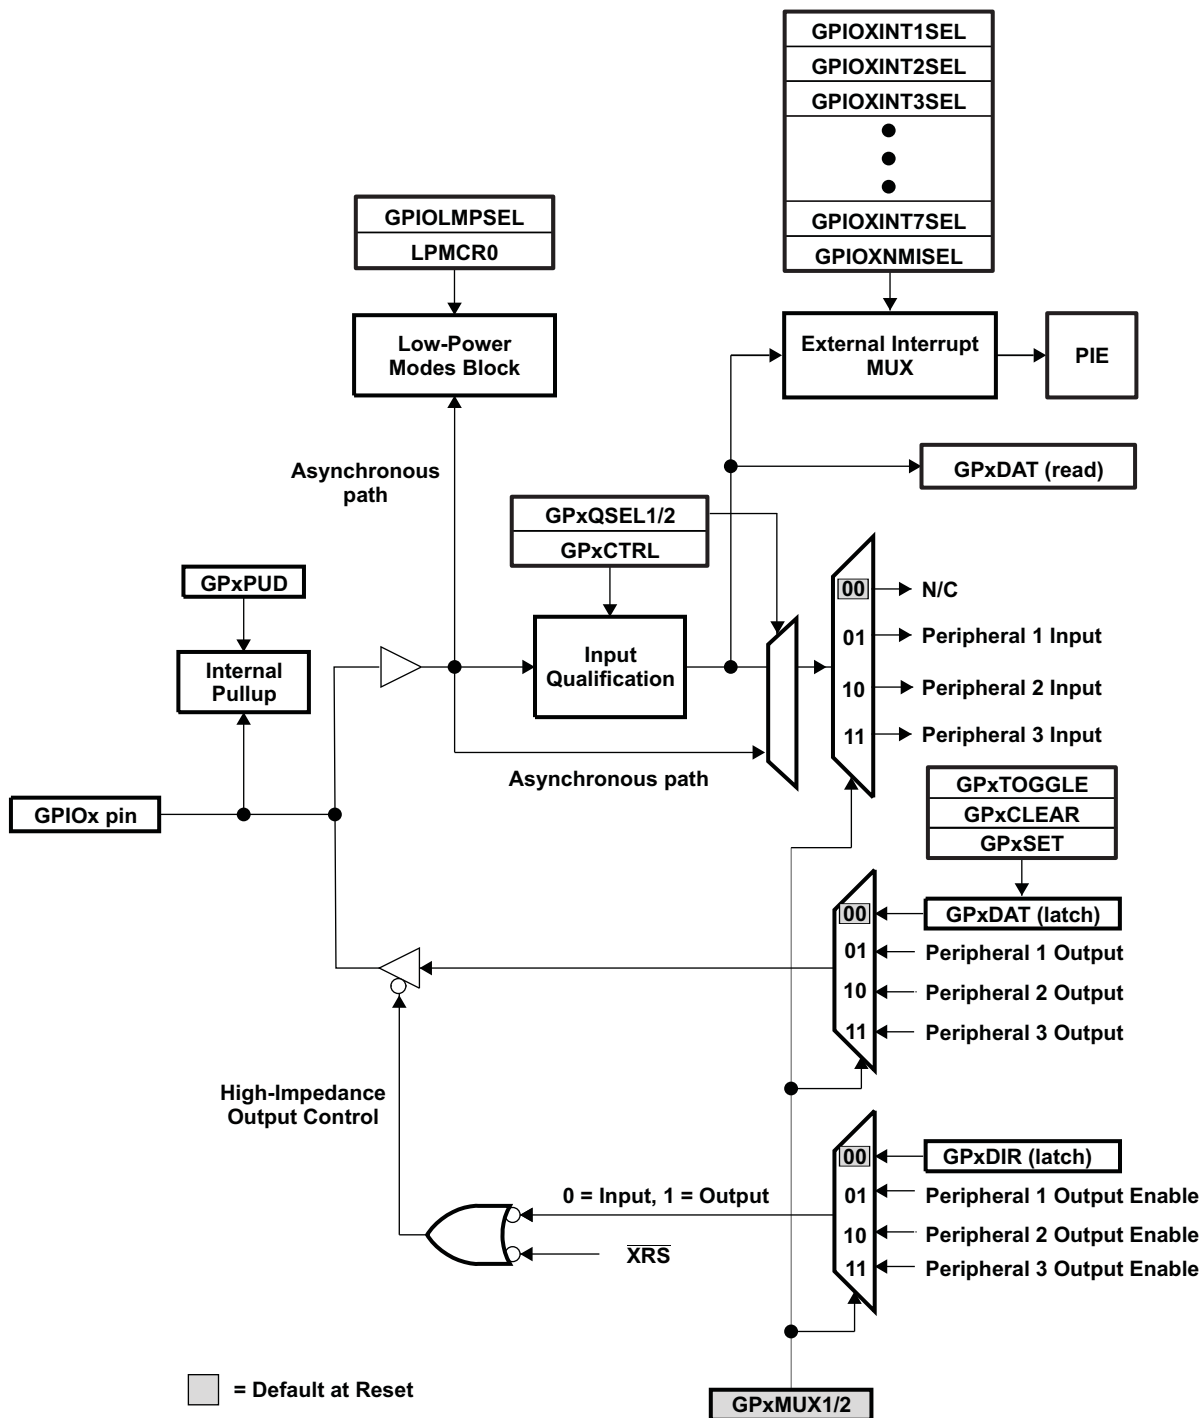 GPIOXINT1SEL
GPIOXINT2SEL
GPIOXINT3SEL
GPIOXINT7SEL
GPIOXNMISEL
GPIOLMPSEL
LPMCR0
Low-Power
Modes Block
External Interrupt
MUX
PIE
Asynchronous
path
GPxDAT (read)
GPxQSEL1/2
GPxCTRL
GPxPUD
Internal
Pullup
Input
Qualification
00
N/C
01
Peripheral 1 Input
10
Peripheral 2 Input
11
Peripheral 3 Input
Asynchronous path
GPIOx pin
GPxTOGGLE
GPxCLEAR
GPxSET
00
GPxDAT (latch)
01
Peripheral 1 Output
10
Peripheral 2 Output
11
Peripheral 3 Output
High-Impedance
Output Control
00
GPxDIR (latch)
0 = Input, 1 = Output
01
Peripheral 1 Output Enable
10
Peripheral 2 Output Enable
11
Peripheral 3 Output Enable
X̅R̅S̅
= Default at Reset
GPxMUX1/2